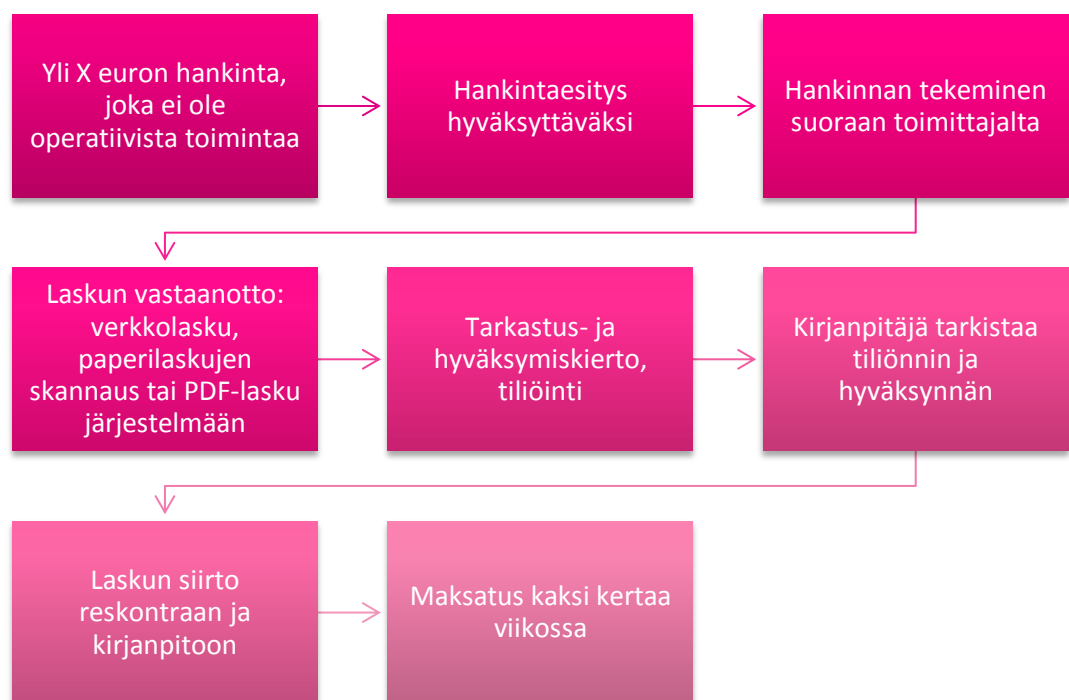 Yli X euron hankinta,
joka ei ole
operatiivista toimintaa
Hankintaesitys
hyväksyttäväksi
Hankinnan tekeminen
suoraan toimittajalta
Laskun vastaanotto:
verkkolasku,
paperilaskujen
skannaus tai PDF-lasku
järjestelmään
Tarkastus- ja
hyväksymiskierto,
tiliöinti
Kirjanpitäjä tarkistaa
tiliönnin ja
hyväksynnän
Laskun siirto
reskontraan ja
kirjanpitoon
Maksatus kaksi kertaa
viikossa